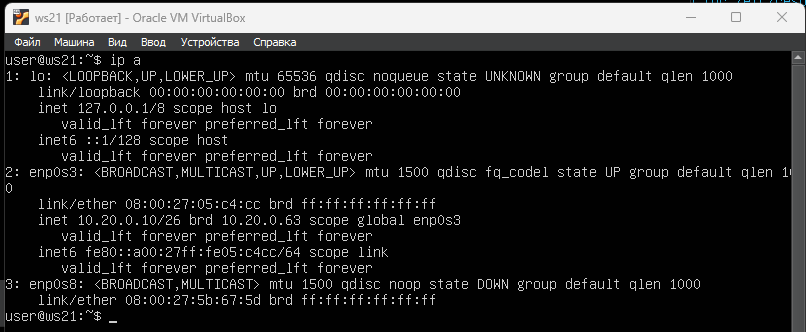 ws21 [Работает] - Oracle VM VirtualBox
Файл Машина Вид Ввод Устройства Справка
user@ws21:~$ ip a
1: lo: <LOOPBACK,UP,LOWER_UP> mtu 65536 qdisc noqueue state UNKNOWN group default qlen 1000
    link/loopback 00:00:00:00:00:00 brd 00:00:00:00:00:00
    inet 127.0.0.1/8 scope host lo
       valid_lft forever preferred_lft forever
    inet6 ::1/128 scope host
       valid_lft forever preferred_lft forever
2: enp0s3: <BROADCAST,MULTICAST,UP,LOWER_UP> mtu 1500 qdisc fq_codel state UP group default qlen 100
0
    link/ether 08:00:27:05:c4:cc brd ff:ff:ff:ff:ff:ff
    inet 10.20.0.10/26 brd 10.20.0.63 scope global enp0s3
       valid_lft forever preferred_lft forever
    inet6 fe80::a00:27ff:fe05:c4cc/64 scope link
       valid_lft forever preferred_lft forever
3: enp0s8: <BROADCAST,MULTICAST> mtu 1500 qdisc noop state DOWN group default qlen 1000
    link/ether 08:00:27:5b:67:5d brd ff:ff:ff:ff:ff:ff
user@ws21:~$ _